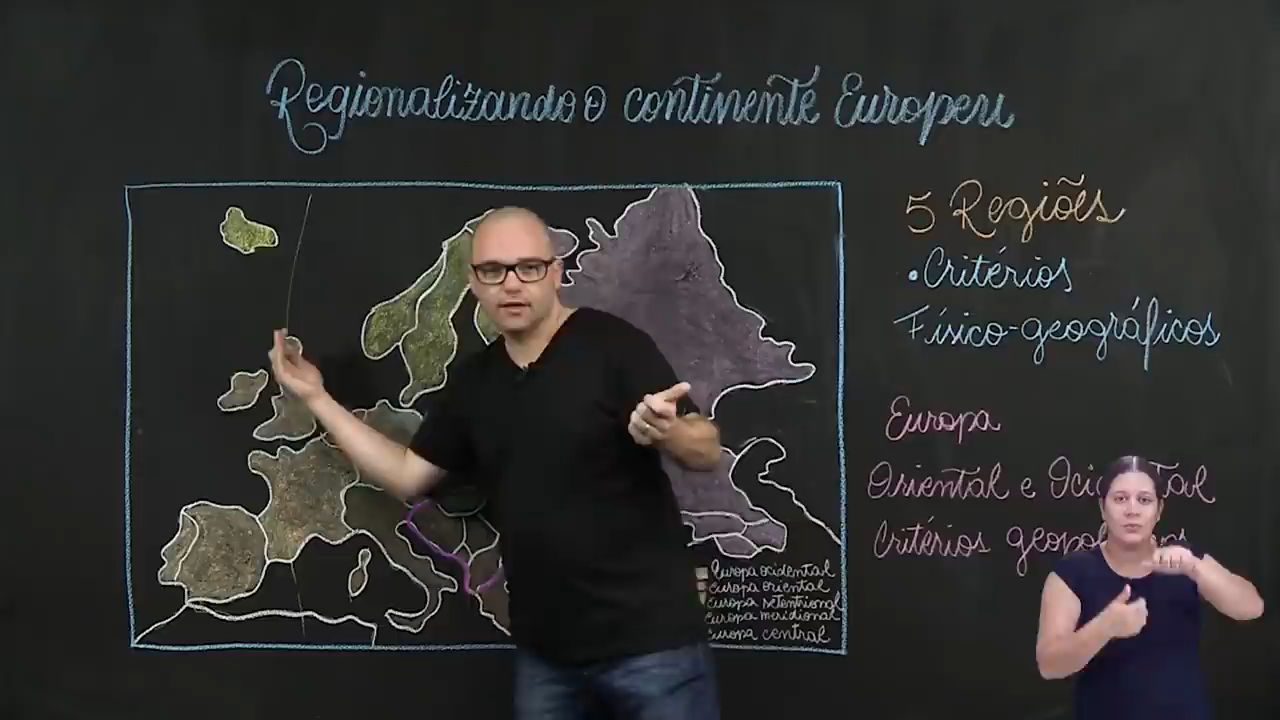 Regionalizando o continente Europeu
5 Regiões
• Critérios
Físico-geográficos
Europa
Oriental e
Critérios
Europa ocidental
Europa oriental
Europa setentrional
Europa meridional
Europa central